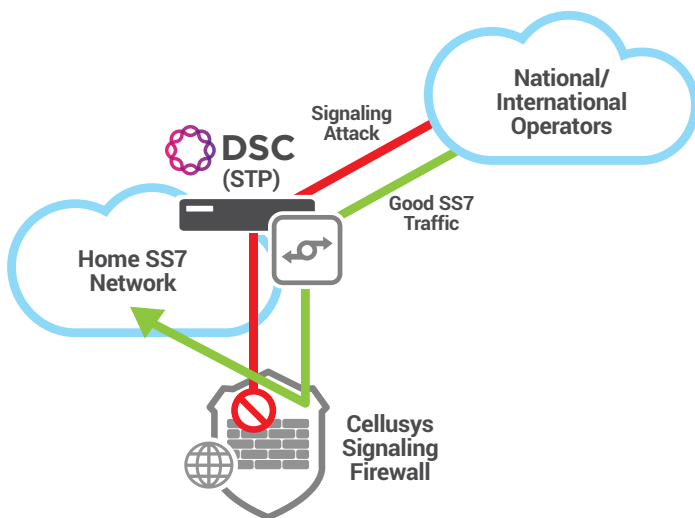 National/
International
Operators
Signaling
Attack
DSC
(STP)
Good SS7
Traffic
Home SS7
Network
Cellusys
Signaling
Firewall